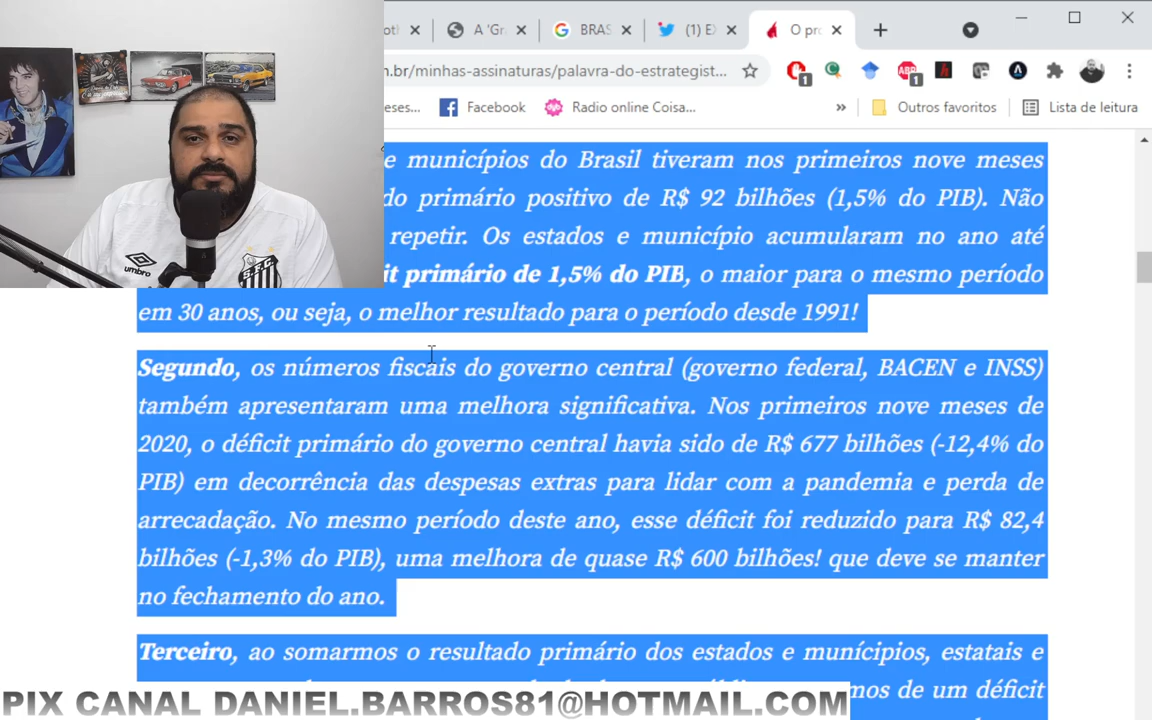 A 'Gr
BRAS
(1) E
O pro
.br/minhas-assinaturas/palavra-do-estrategist...
1
ABP
1
eses...
Facebook
Radio online Coisa...
»
Outros favoritos
Lista de leitura
e municípios do Brasil tiveram nos primeiros nove meses
do primário positivo de R$ 92 bilhões (1,5% do PIB). Não
repetir. Os estados e município acumularam no ano até
it primário de 1,5% do PIB, o maior para o mesmo período
em 30 anos, ou seja, o melhor resultado para o período desde 1991!
Segundo, os números fiscais do governo central (governo federal, BACEN e INSS)
também apresentaram uma melhora significativa. Nos primeiros nove meses de
2020, o déficit primário do governo central havia sido de R$ 677 bilhões (-12,4% do
PIB) em decorrência das despesas extras para lidar com a pandemia e perda de
arrecadação. No mesmo período deste ano, esse déficit foi reduzido para R$ 82,4
bilhões (-1,3% do PIB), uma melhora de quase R$ 600 bilhões! que deve se manter
no fechamento do ano.
Terceiro, ao somarmos o resultado primário dos estados e munícipios, estatais e
mos de um déficit
PIX CANAL DANIEL.BARROS81@HOTMAIL.COM
umbro